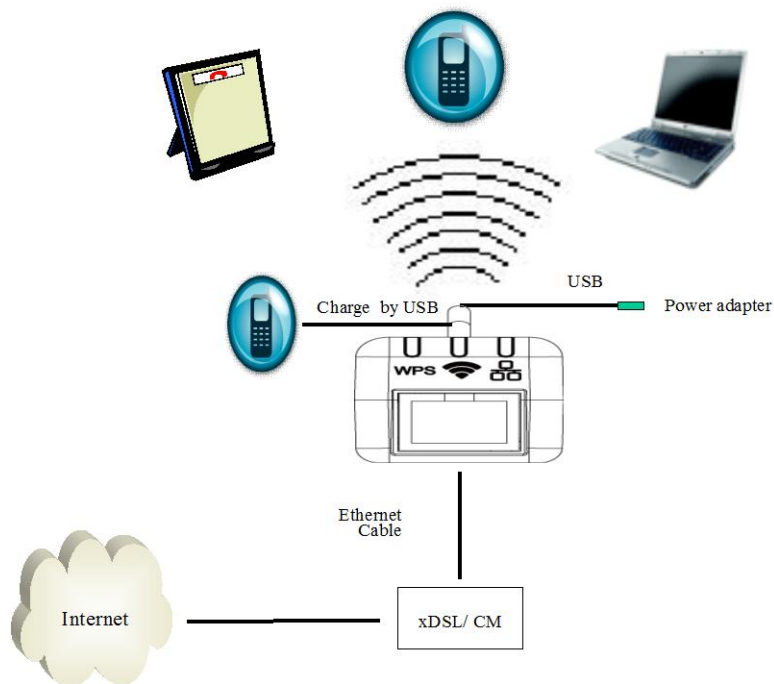 USB
Charge by USB
Power adapter
WPS
Ethernet
Cable
Internet
xDSL/ CM